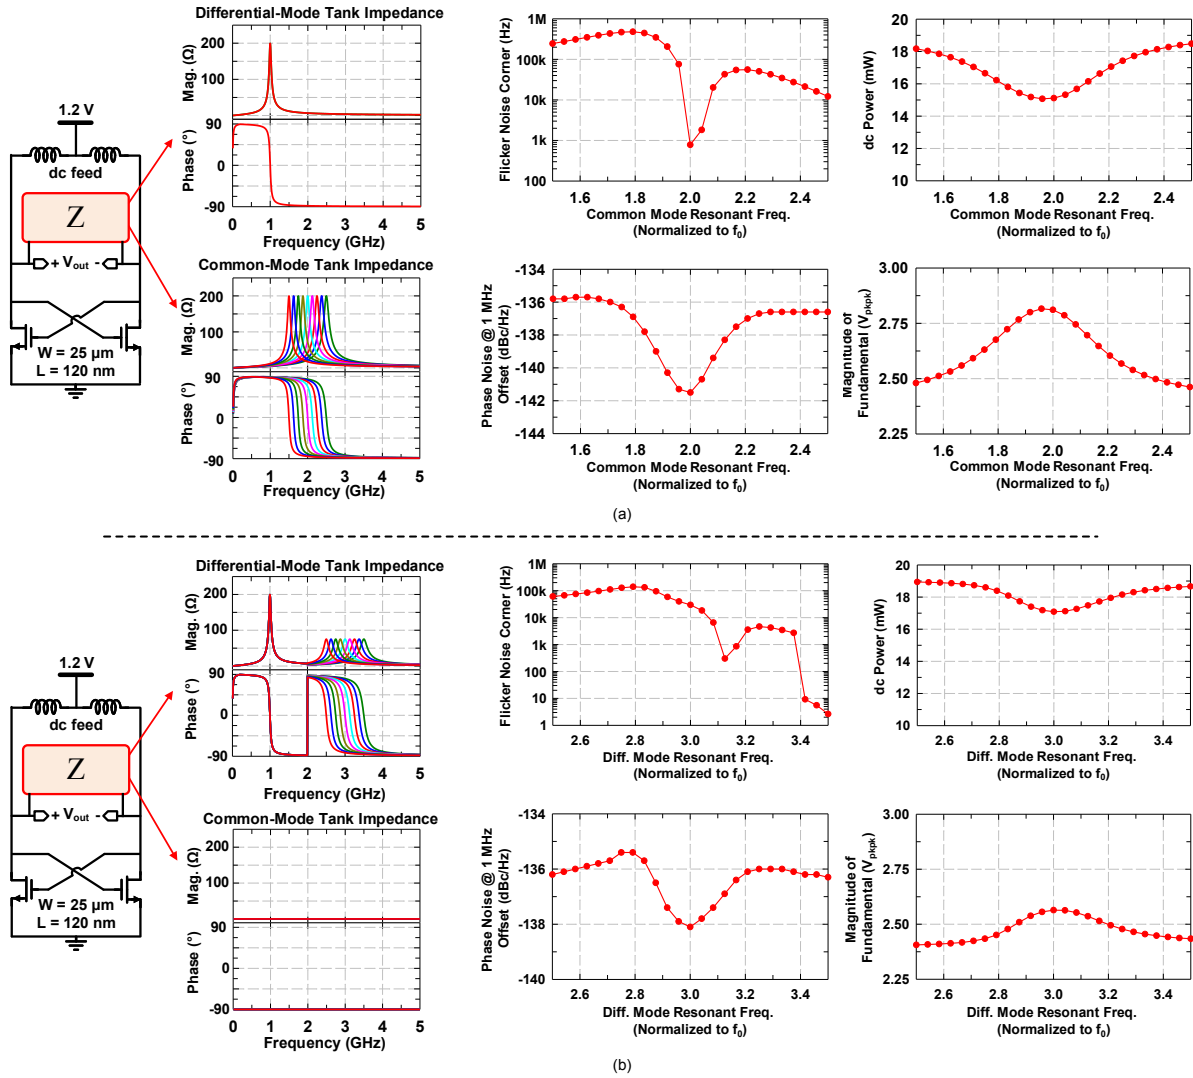 Differential-Mode Tank Impedance
Mag. (Ω)
200
100
Phase (°)
90
0
-90
0 1 2 3 4 5
Frequency (GHz)
1.2 V
dc feed
Z
+ Vout -
W = 25 µm
L = 120 nm
Common-Mode Tank Impedance
Mag. (Ω)
200
100
Phase (°)
90
0
-90
0 1 2 3 4 5
Frequency (GHz)
Flicker Noise Corner (Hz)
1M
100k
10k
1k
100
1.6 1.8 2.0 2.2 2.4
Common Mode Resonant Freq.
(Normalized to f0)
dc Power (mW)
20
18
16
14
12
10
1.6 1.8 2.0 2.2 2.4
Common Mode Resonant Freq.
(Normalized to f0)
Phase Noise @ 1 MHz
Offset (dBc/Hz)
-134
-136
-138
-140
-142
-144
1.6 1.8 2.0 2.2 2.4
Common Mode Resonant Freq.
(Normalized to f0)
Magnitude of
Fundamental (Vpkpk)
3.00
2.75
2.50
2.25
1.6 1.8 2.0 2.2 2.4
Common Mode Resonant Freq.
(Normalized to f0)
(a)
Differential-Mode Tank Impedance
Mag. (Ω)
200
100
Phase (°)
90
0
-90
0 1 2 3 4 5
Frequency (GHz)
1.2 V
dc feed
Z
+ Vout -
W = 25 µm
L = 120 nm
Common-Mode Tank Impedance
Mag. (Ω)
200
100
Phase (°)
90
0
-90
0 1 2 3 4 5
Frequency (GHz)
Flicker Noise Corner (Hz)
1M
100k
10k
1k
100
10
1
2.6 2.8 3.0 3.2 3.4
Diff. Mode Resonant Freq.
(Normalized to f0)
dc Power (mW)
20
18
16
14
12
10
2.6 2.8 3.0 3.2 3.4
Diff. Mode Resonant Freq.
(Normalized to f0)
Phase Noise @ 1 MHz
Offset (dBc/Hz)
-134
-136
-138
-140
2.6 2.8 3.0 3.2 3.4
Diff. Mode Resonant Freq.
(Normalized to f0)
Magnitude of
Fundamental (Vpkpk)
3.00
2.75
2.50
2.25
2.6 2.8 3.0 3.2 3.4
Diff. Mode Resonant Freq.
(Normalized to f0)
(b)